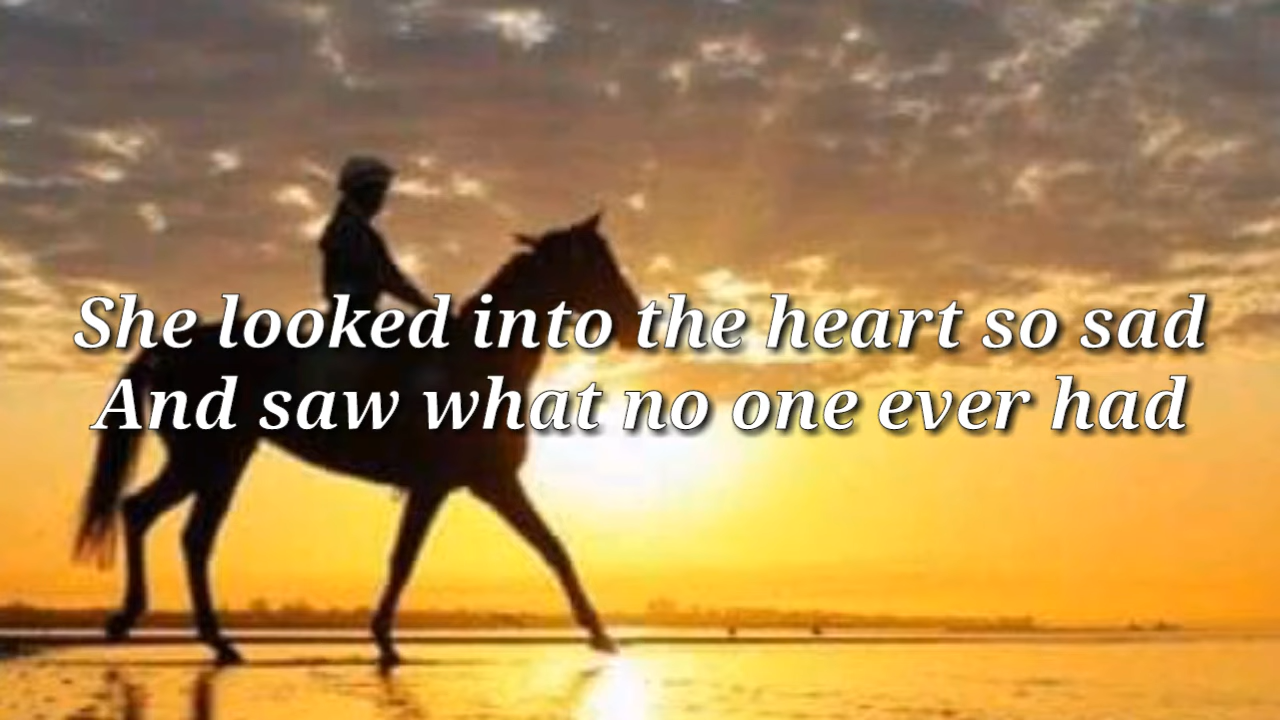 She looked into the heart so sad
And saw what no one ever had